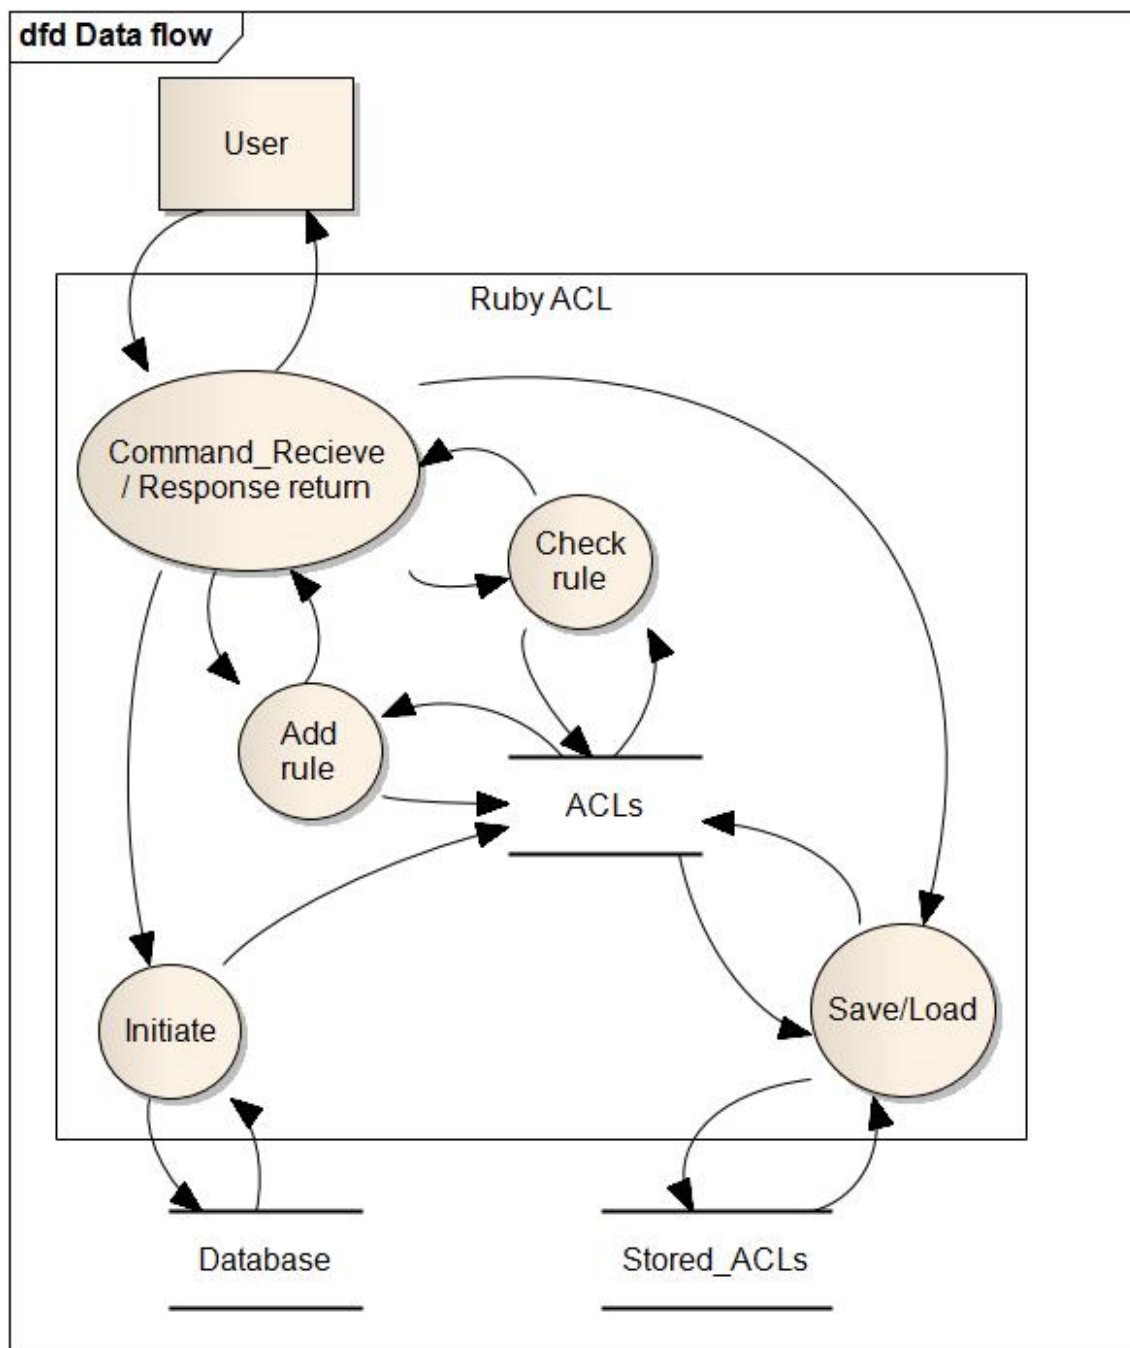 dfd Data flow
User
Ruby ACL
Command_Recieve
/ Response return
Check
rule
Add
rule
ACLs
Initiate
Save/Load
Database
Stored_ACLs